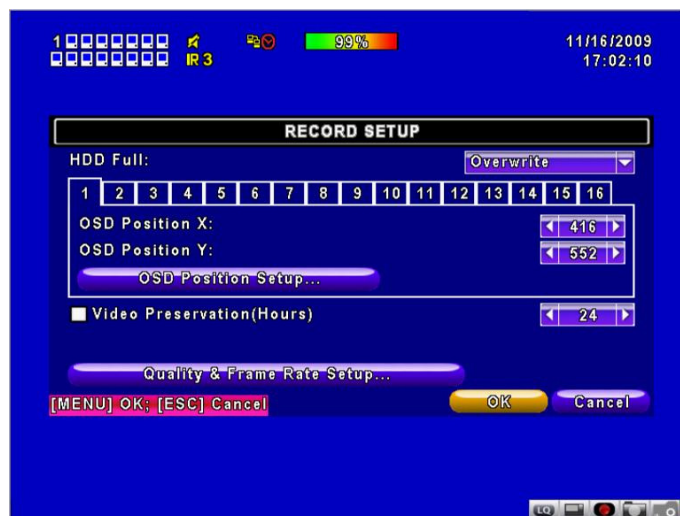 1 99% 11/16/2009
IR 3 17:02:10
RECORD SETUP
HDD Full: Overwrite
1 2 3 4 5 6 7 8 9 10 11 12 13 14 15 16
OSD Position X: 416
OSD Position Y: 552
OSD Position Setup...
Video Preservation(Hours) 24
Quality & Frame Rate Setup...
[MENU] OK; [ESC] Cancel OK Cancel
LQ